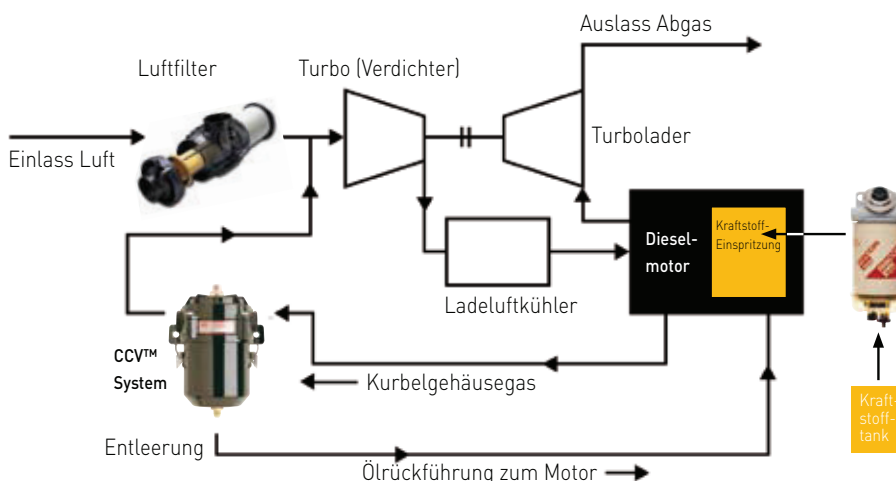 Auslass Abgas
Luftfilter
Turbo (Verdichter)
Einlass Luft
Turbolader
Diesel-
motor
Kraftstoff-
Einspritzung
Ladeluftkühler
CCV™
System
Kurbelgehäusegas
Kraft-
stoff-
tank
Entleerung
Ölrückführung zum Motor